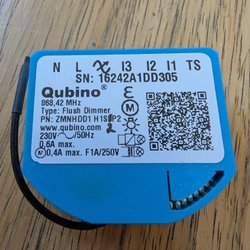 N L I3 I2 I1 TS
SN: 16242A1DD305
Qubino®
868,42 MHz
Type: Flush Dimmer
PN: ZMNHDD1 H1S2P2
www.qubino.com
230V~/50Hz
0,6A max.
M 0,4A max. F1A/250V